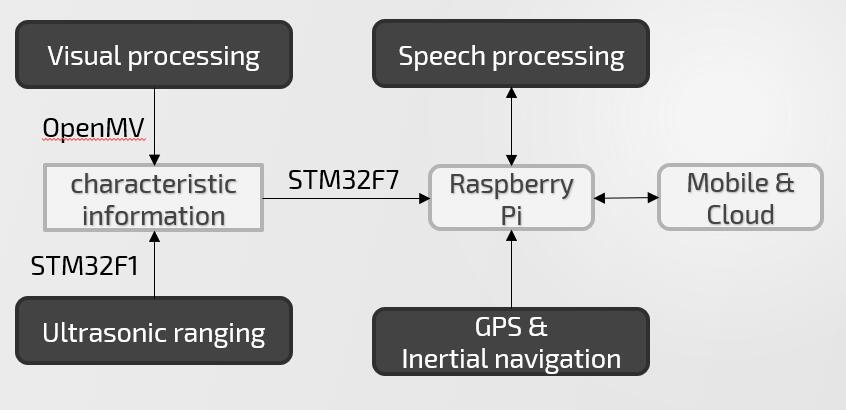 Visual processing
Speech processing
OpenMV
characteristic
information
STM32F7
Raspberry
Pi
Mobile &
Cloud
STM32F1
Ultrasonic ranging
GPS &
Inertial navigation